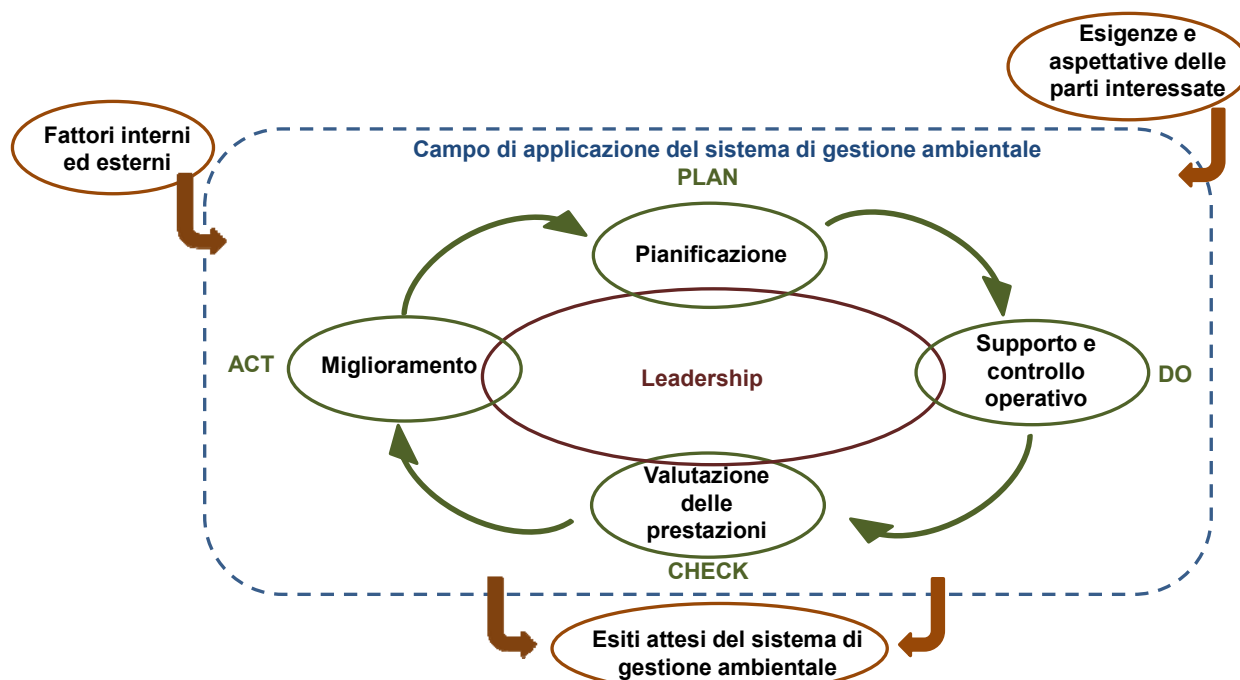 Esigenze e
aspettative delle
parti interessate
Fattori interni
ed esterni
Campo di applicazione del sistema di gestione ambientale
PLAN
Pianificazione
ACT
Miglioramento
Leadership
Supporto e
controllo
operativo
DO
Valutazione
delle
prestazioni
CHECK
Esiti attesi del sistema di
gestione ambientale